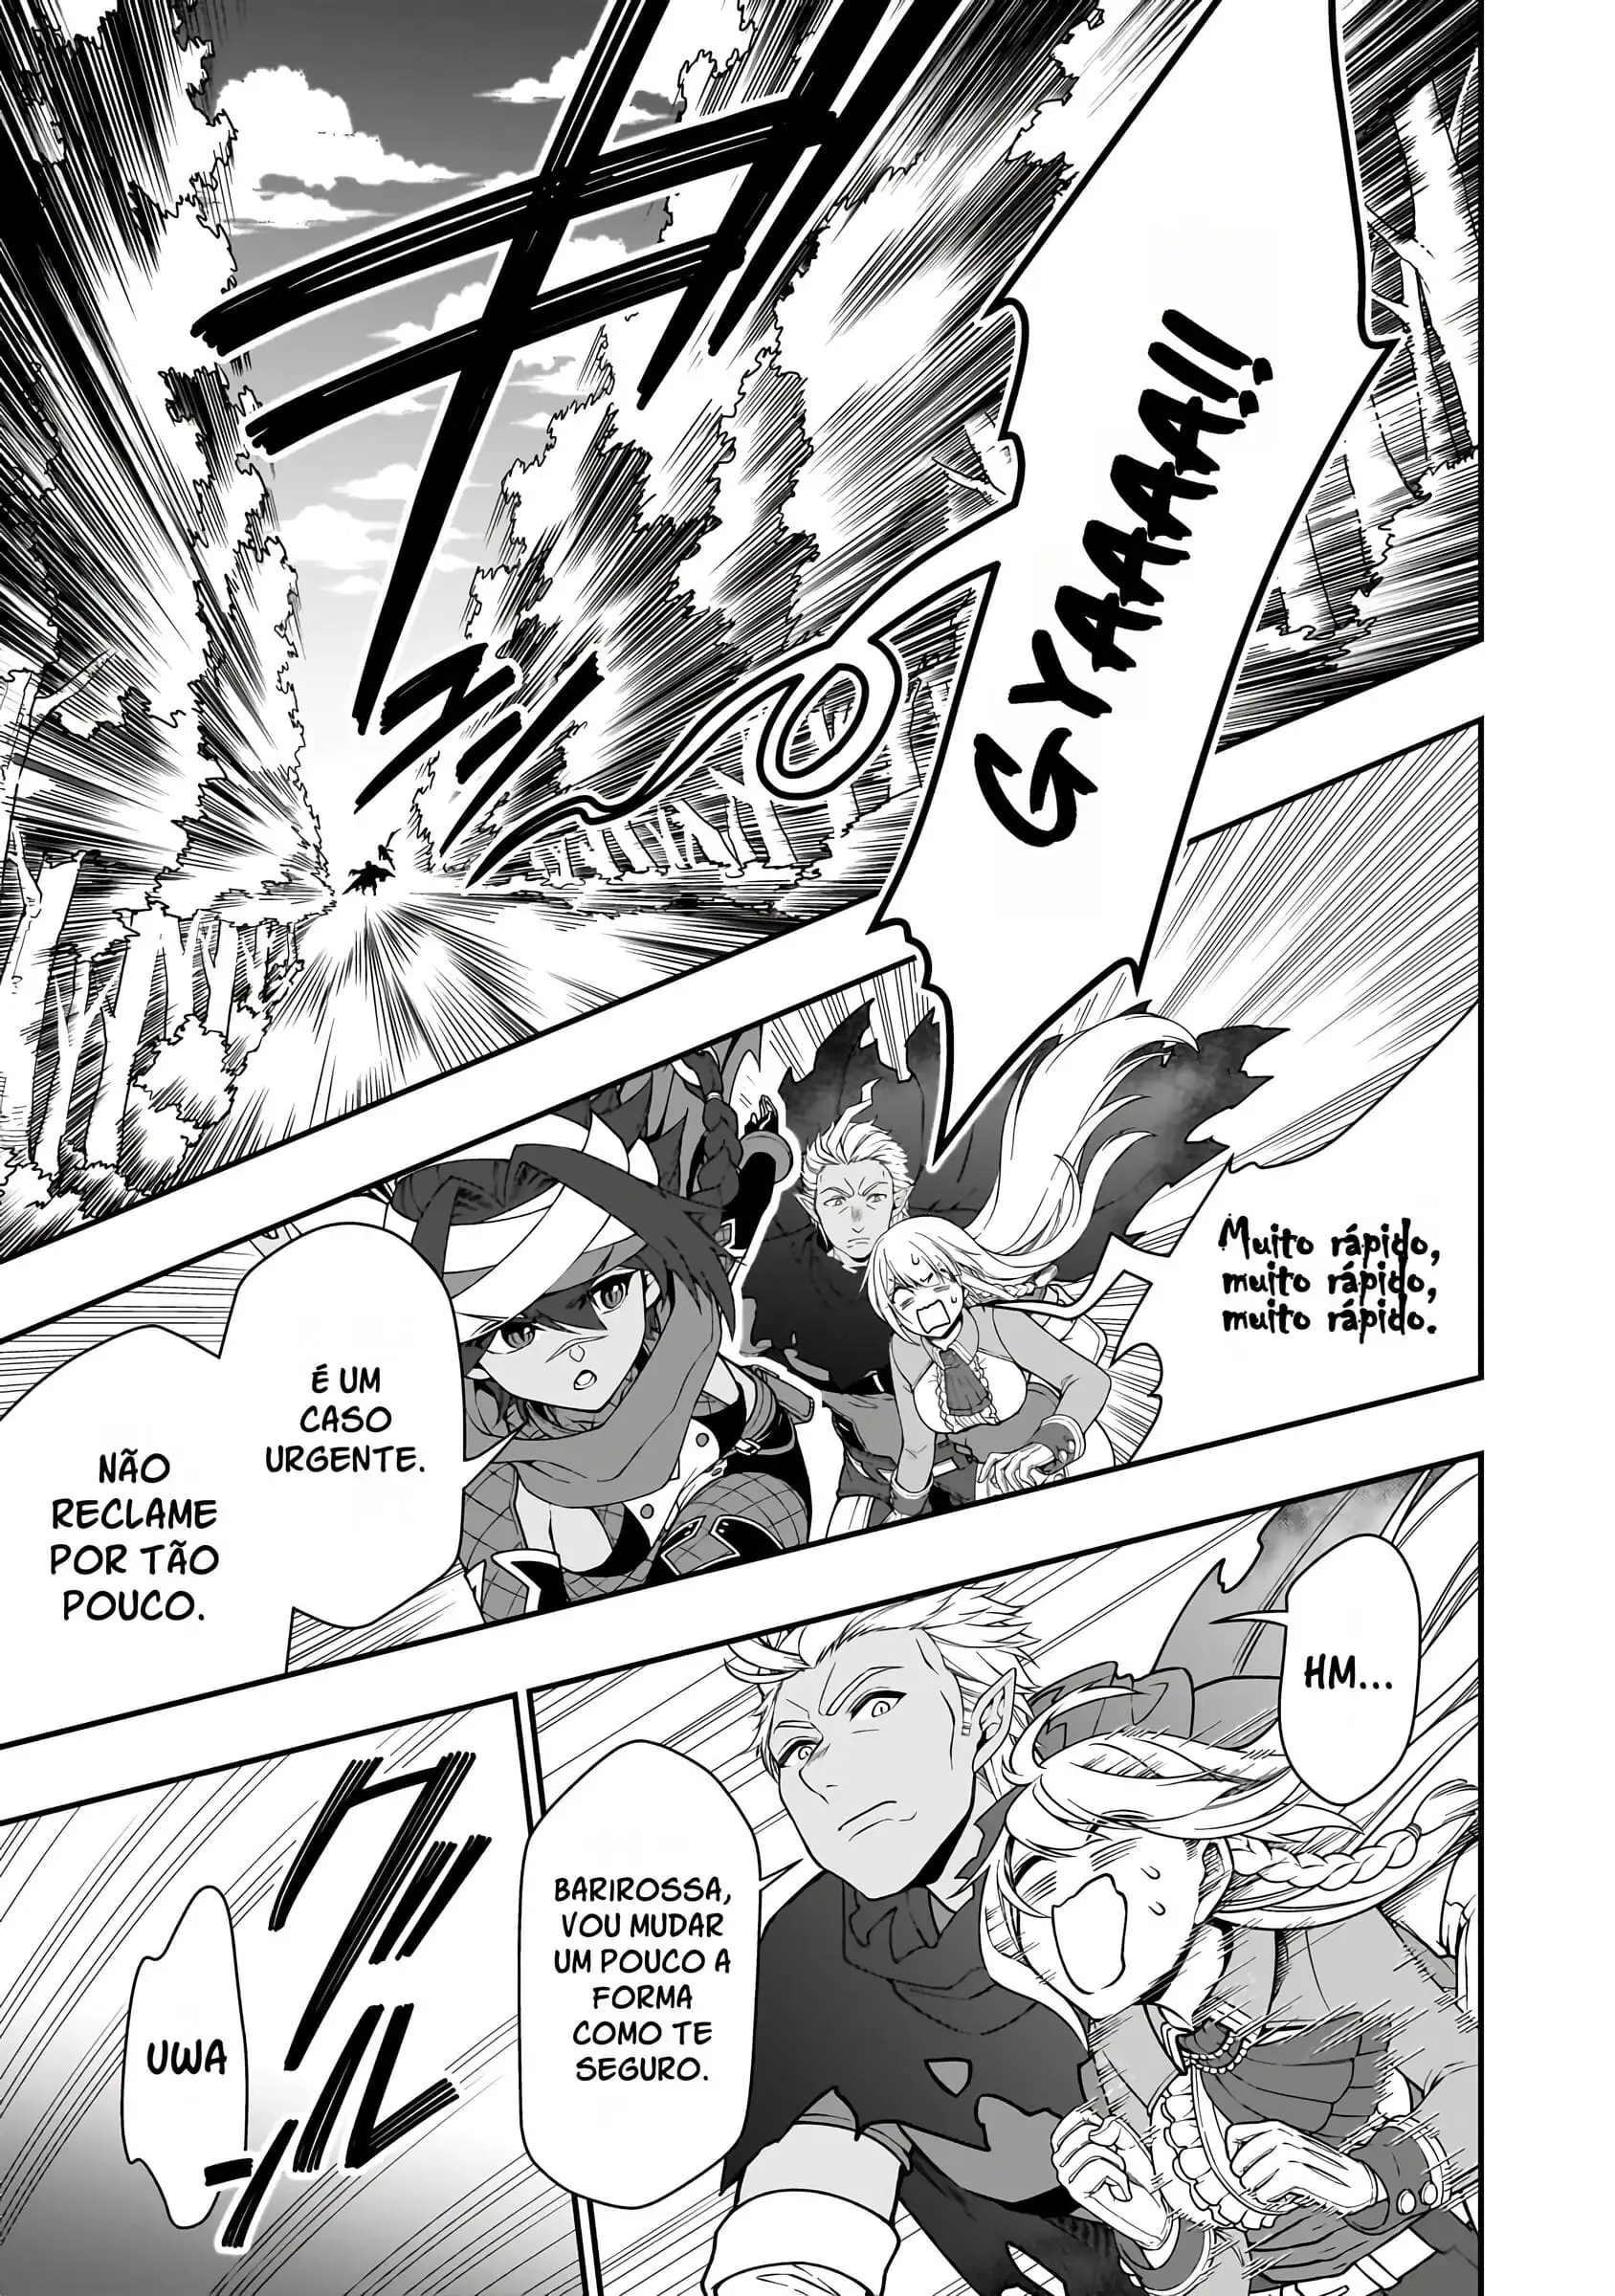 GYAAAA!!
Muito rápido,
muito rápido,
muito rápido.
É UM
CASO
URGENTE.
NÃO
RECLAME
POR TÃO
POUCO.
HM...
BARIROSSA,
VOU MUDAR
UM POUCO A
FORMA
COMO TE
SEGURO.
UWA